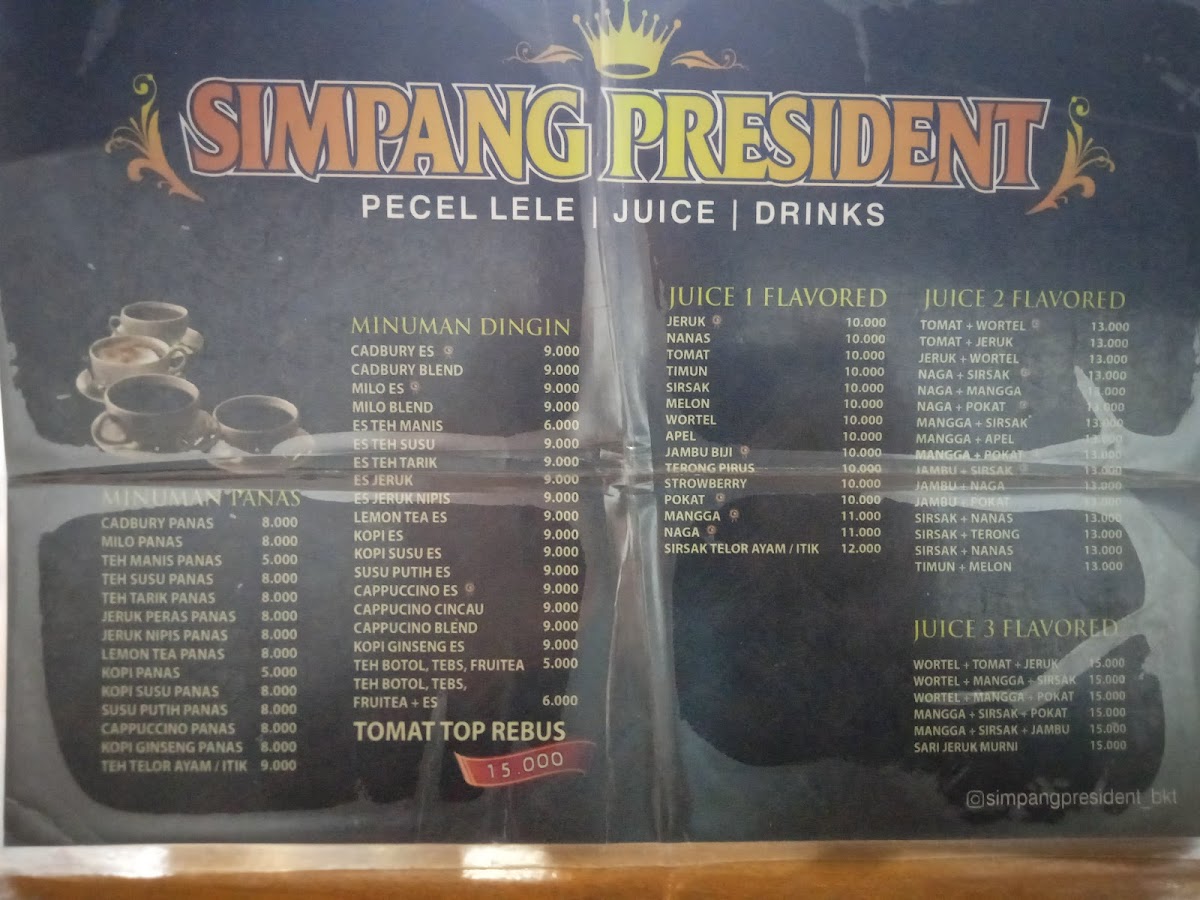 SIMPANG PRESIDENT
PECEL LELE | JUICE | DRINKS
MINUMAN PANAS
CADBURY PANAS 8.000
MILO PANAS 8.000
TEH MANIS PANAS 5.000
TEH SUSU PANAS 8.000
TEH TARIK PANAS 8.000
JERUK PERAS PANAS 8.000
JERUK NIPIS PANAS 8.000
LEMON TEA PANAS 8.000
KOPI PANAS 5.000
KOPI SUSU PANAS 8.000
SUSU PUTIH PANAS 8.000
CAPPUCCINO PANAS 8.000
KOPI GINSENG PANAS 8.000
TEH TELOR AYAM / ITIK 9.000
MINUMAN DINGIN
CADBURY ES 9.000
CADBURY BLEND 9.000
MILO ES 9.000
MILO BLEND 9.000
ES TEH MANIS 6.000
ES TEH SUSU 9.000
ES TEH TARIK 9.000
ES JERUK 9.000
ES JERUK NIPIS 9.000
LEMON TEA ES 9.000
KOPI ES 9.000
KOPI SUSU ES 9.000
SUSU PUTIH ES 9.000
CAPPUCCINO ES 9.000
CAPPUCINO CINCAU 9.000
CAPPUCINO BLEND 9.000
KOPI GINSENG ES 9.000
TEH BOTOL, TEBS, FRUITEA 5.000
TEH BOTOL, TEBS,
FRUITEA + ES 6.000
TOMAT TOP REBUS
15.000
JUICE 1 FLAVORED
JERUK 10.000
NANAS 10.000
TOMAT 10.000
TIMUN 10.000
SIRSAK 10.000
MELON 10.000
WORTEL 10.000
APEL 10.000
JAMBU BIJI 10.000
TERONG PIRUS 10.000
STROWBERRY 10.000
POKAT 10.000
MANGGA 11.000
NAGA 11.000
SIRSAK TELOR AYAM / ITIK 12.000
JUICE 2 FLAVORED
TOMAT + WORTEL 13.000
TOMAT + JERUK 13.000
JERUK + WORTEL 13.000
NAGA + SIRSAK 13.000
NAGA + MANGGA 13.000
NAGA + POKAT 13.000
MANGGA + SIRSAK 13.000
MANGGA + APEL 13.000
MANGGA + POKAT 13.000
JAMBU + SIRSAK 13.000
JAMBU + NAGA 13.000
JAMBU + POKAT 13.000
SIRSAK + NANAS 13.000
SIRSAK + TERONG 13.000
SIRSAK + NANAS 13.000
TIMUN + MELON 13.000
JUICE 3 FLAVORED
WORTEL + TOMAT + JERUK 15.000
WORTEL + MANGGA + SIRSAK 15.000
WORTEL + MANGGA + POKAT 15.000
MANGGA + SIRSAK + POKAT 15.000
MANGGA + SIRSAK + JAMBU 15.000
SARI JERUK MURNI 15.000
@simpangpresident_bkt